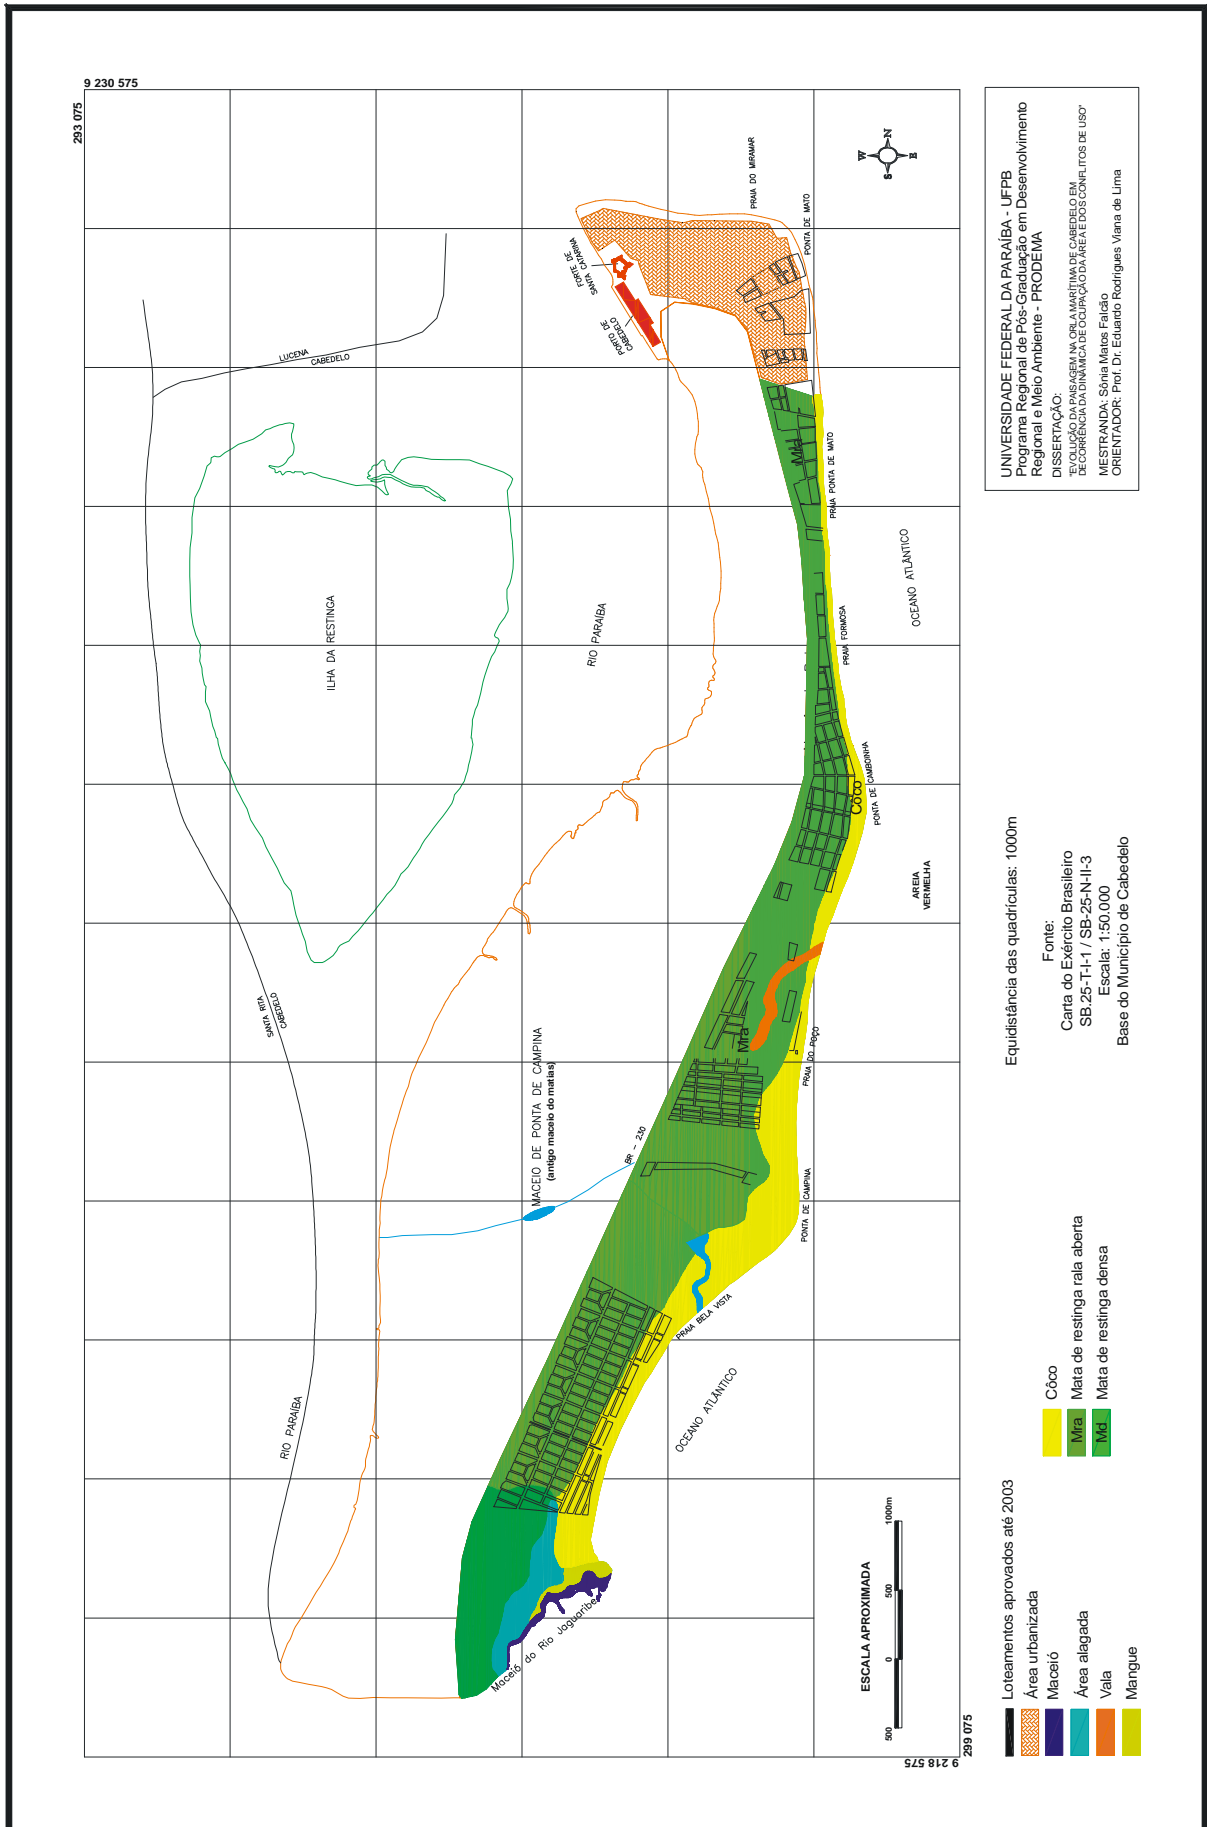 9 230 575
293 075
W
N
S
E
PRAIA DO MIRAMAR
PONTA DE MATO
FORTE DE
SANTA CATARINA
PORTO DE
CABEDELO
LUCENA
CABEDELO
Md
PRAIA PONTA DE MATO
ILHA DA RESTINGA
RIO PARAÍBA
OCEANO ATLÂNTICO
PRAIA FORMOSA
PONTA DE CAMBOINHA
Côco
AREIA
VERMELHA
SANTA RITA
CABEDELO
MACEIO DE PONTA DE CAMPINA
(antigo maceio do matias)
Mra
PRAIA DO POÇO
BR - 230
PONTA DE CAMPINA
PRAIA BELA VISTA
RIO PARAÍBA
OCEANO ATLÂNTICO
Maceió do Rio Jaguaribe
ESCALA APROXIMADA
500
0
500
1000m
299 075
9 218 575
UNIVERSIDADE FEDERAL DA PARAÍBA - UFPB
Programa Regional de Pós-Graduação em Desenvolvimento
Regional e Meio Ambiente - PRODEMA
DISSERTAÇÃO:
"EVOLUÇÃO DA PAISAGEM NA ORLA MARÍTIMA DE CABEDELO EM
DECORRÊNCIA DA DINÂMICA DE OCUPAÇÃO DA ÁREA E DOS CONFLITOS DE USO"
MESTRANDA: Sônia Matos Falcão
ORIENTADOR: Prof. Dr. Eduardo Rodrigues Viana de Lima
Equidistância das quadrículas: 1000m
Fonte:
Carta do Exército Brasileiro
SB.25-T-I-1 / SB-25-N-II-3
Escala: 1:50.000
Base do Município de Cabedelo
Loteamentos aprovados até 2003
Área urbanizada
Maceió
Área alagada
Vala
Mangue
Côco
Mra
Mata de restinga rala aberta
Md
Mata de restinga densa